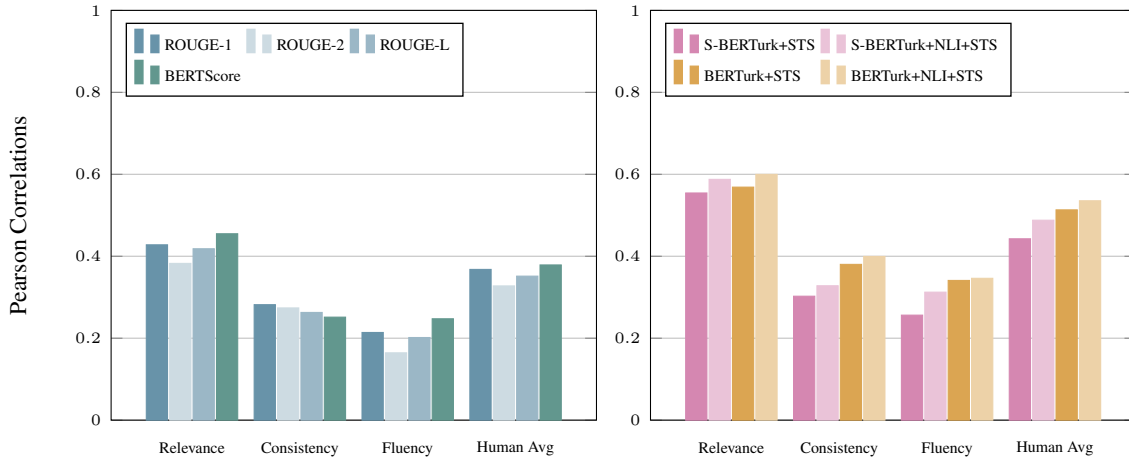 Pearson Correlations
1
0.8
0.6
0.4
0.2
0
ROUGE-1 ROUGE-2 ROUGE-L
BERTScore
Relevance Consistency Fluency Human Avg
1
0.8
0.6
0.4
0.2
0
S-BERTurk+STS S-BERTurk+NLI+STS
BERTurk+STS BERTurk+NLI+STS
Relevance Consistency Fluency Human Avg